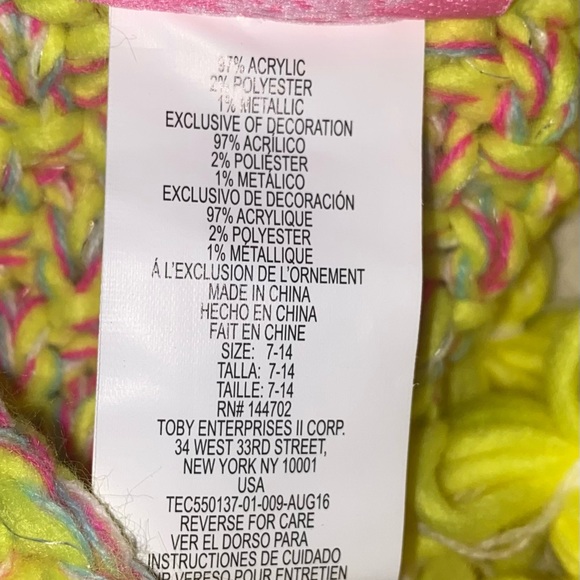 97% ACRYLIC
2% POLYESTER
1% METALLIC
EXCLUSIVE OF DECORATION
97% ACRÍLICO
2% POLIÉSTER
1% METÁLICO
EXCLUSIVO DE DECORACIÓN
97% ACRYLIQUE
2% POLYESTER
1% MÉTALLIQUE
Á L'EXCLUSION DE L'ORNEMENT
MADE IN CHINA
HECHO EN CHINA
FAIT EN CHINE
SIZE: 7-14
TALLA: 7-14
TAILLE: 7-14
RN# 144702
TOBY ENTERPRISES II CORP.
34 WEST 33RD STREET,
NEW YORK NY 10001
USA
TEC550137-01-009-AUG16
REVERSE FOR CARE
VER EL DORSO PARA
INSTRUCCIONES DE CUIDADO
VERESO POUR ENTRETIEN